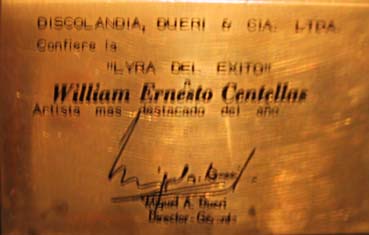 DISCOLANDIA, DUERI & CIA. LTDA.
Confiere la
"LYRA DEL EXITO"
a
William Ernesto Centellas
Artista mas destacado del año
Miguel A. Dueri
Director-Gerente